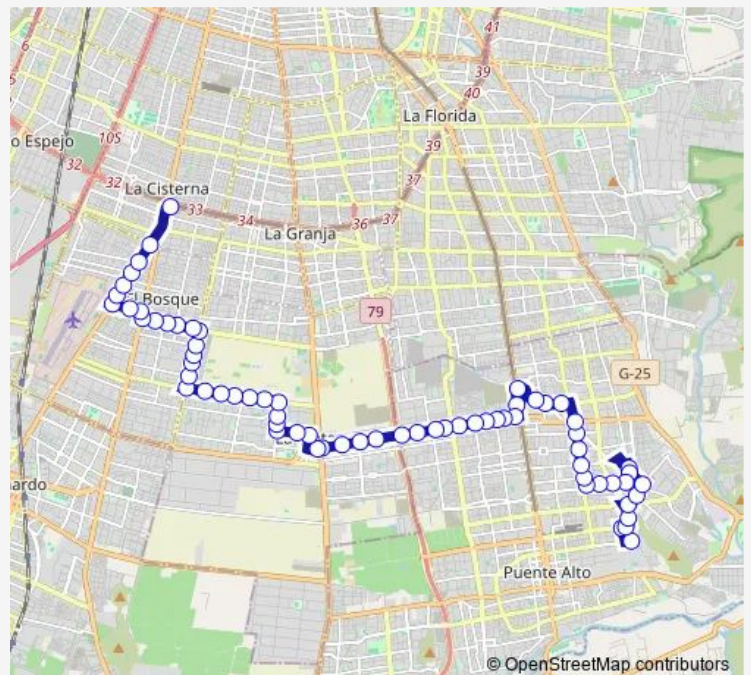 41
6
39
40
La Florida
105
o Espejo
39
32
32
37
La Cisterna
33
34
36
37
La Granja
l Bosque
79
G-25
ardo
Puente Alto
© OpenStreetMap contributors